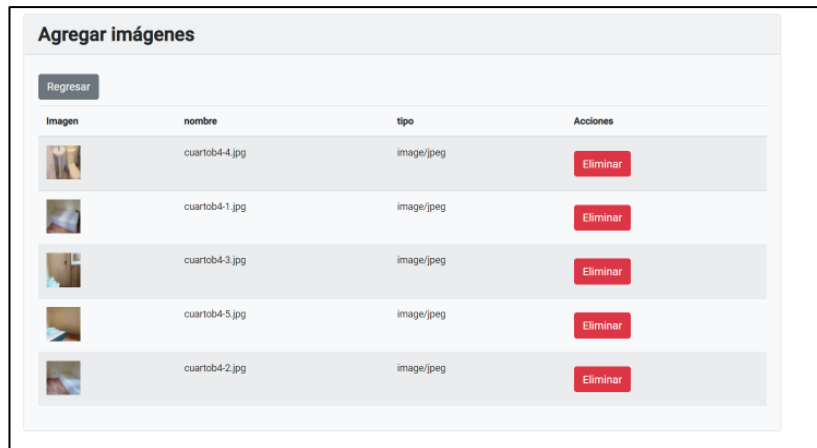 Agregar imágenes
Regresar
Imagen nombre tipo Acciones
cuartob4-4.jpg image/jpeg Eliminar
cuartob4-1.jpg image/jpeg Eliminar
cuartob4-3.jpg image/jpeg Eliminar
cuartob4-5.jpg image/jpeg Eliminar
cuartob4-2.jpg image/jpeg Eliminar